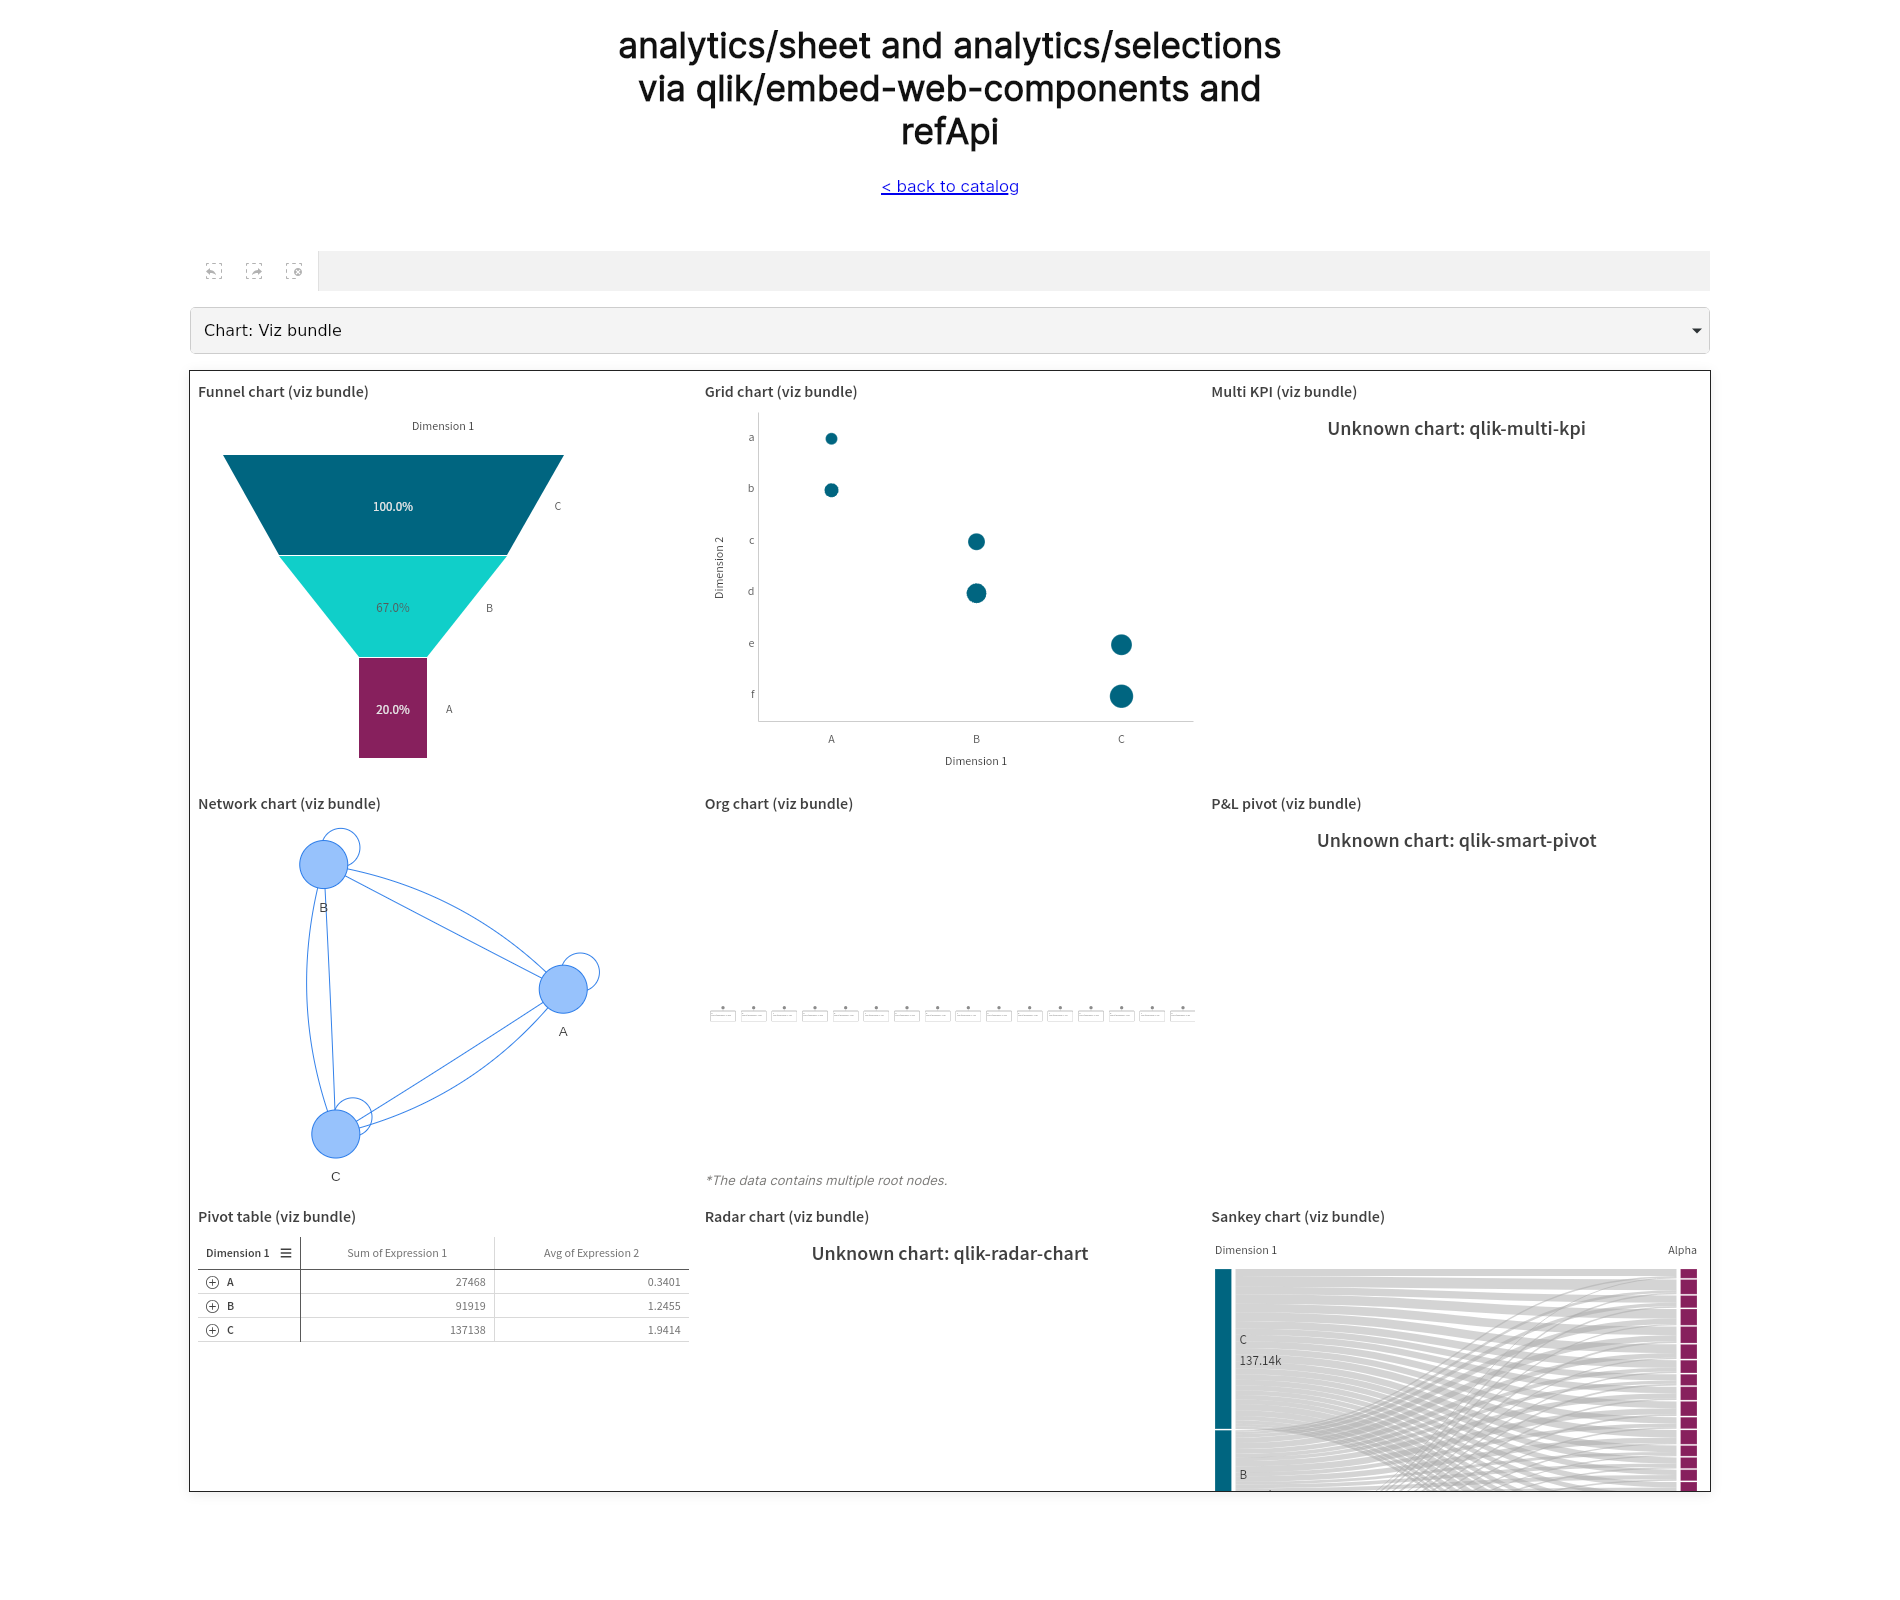 analytics/sheet and analytics/selections
via qlik/embed-web-components and
refApi
< back to catalog
Chart: Viz bundle
Funnel chart (viz bundle)
Dimension 1
100.0%
C
67.0%
B
20.0%
A
Grid chart (viz bundle)
Dimension 2
a
b
c
d
e
f
A B C
Dimension 1
Multi KPI (viz bundle)
Unknown chart: qlik-multi-kpi
Network chart (viz bundle)
B
A
C
Org chart (viz bundle)
*The data contains multiple root nodes.
P&L pivot (viz bundle)
Unknown chart: qlik-smart-pivot
Pivot table (viz bundle)
Dimension 1 Sum of Expression 1 Avg of Expression 2
A 27468 0.3401
B 91919 1.2455
C 137138 1.9414
Radar chart (viz bundle)
Unknown chart: qlik-radar-chart
Sankey chart (viz bundle)
Dimension 1 Alpha
C
137.14k
B